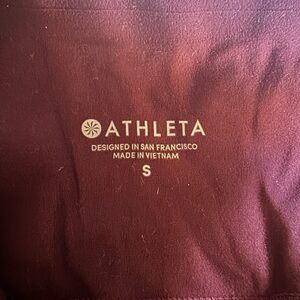 ATHLETA
DESIGNED IN SAN FRANCISCO
MADE IN VIETNAM
S